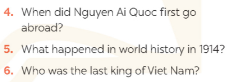 4. When did Nguyen Ai Quoc first go
abroad?
5. What happened in world history in 1914?
6. Who was the last king of Viet Nam?